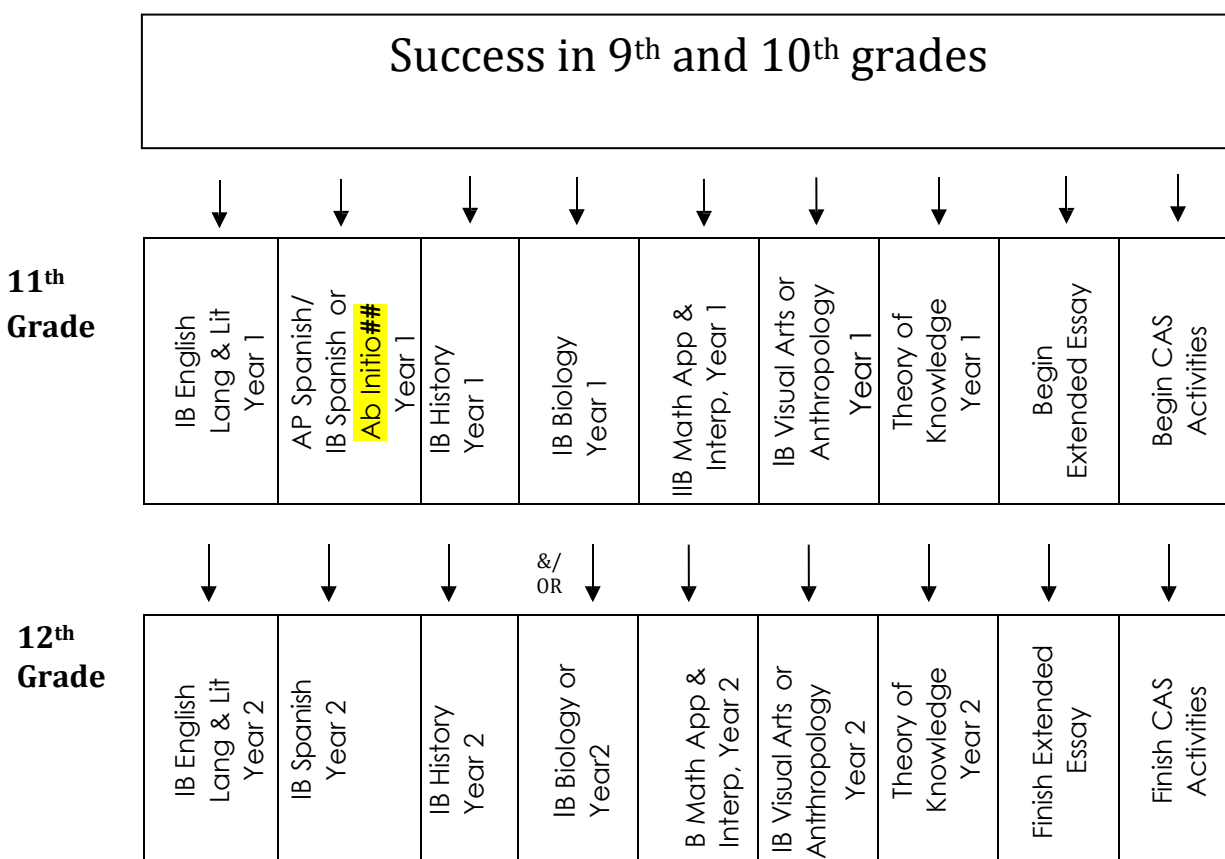 Success in 9th and 10th grades
11th
Grade
IB English
Lang & Lit
Year 1
AP Spanish/
IB Spanish or
Ab Initio##
Year 1
IB History
Year 1
IB Biology
Year 1
IIB Math App &
Interp, Year 1
IB Visual Arts or
Anthropology
Year 1
Theory of
Knowledge
Year 1
Begin
Extended Essay
Begin CAS
Activities
&/
OR
12th
Grade
IB English
Lang & Lit
Year 2
IB Spanish
Year 2
IB History
Year 2
IB Biology or
Year2
B Math App &
Interp, Year 2
IB Visual Arts or
Antrhropology
Year 2
Theory of
Knowledge
Year 2
Finish Extended
Essay
Finish CAS
Activities